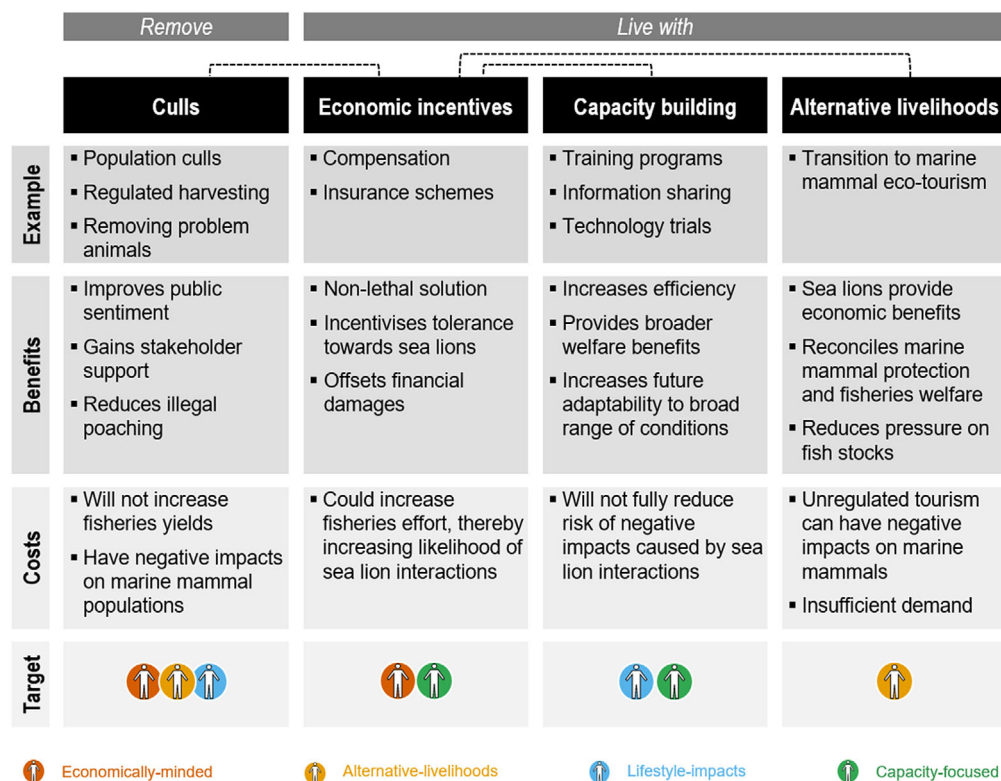 Remove
Live with
Culls
Economic incentives
Capacity building
Alternative livelihoods
Example
▪ Population culls
▪ Regulated harvesting
▪ Removing problem
animals
▪ Compensation
▪ Insurance schemes
▪ Training programs
▪ Information sharing
▪ Technology trials
▪ Transition to marine
mammal eco-tourism
Benefits
▪ Improves public
sentiment
▪ Gains stakeholder
support
▪ Reduces illegal
poaching
▪ Non-lethal solution
▪ Incentivises tolerance
towards sea lions
▪ Offsets financial
damages
▪ Increases efficiency
▪ Provides broader
welfare benefits
▪ Increases future
adaptability to broad
range of conditions
▪ Sea lions provide
economic benefits
▪ Reconciles marine
mammal protection
and fisheries welfare
▪ Reduces pressure on
fish stocks
Costs
▪ Will not increase
fisheries yields
▪ Have negative impacts
on marine mammal
populations
▪ Could increase
fisheries effort, thereby
increasing likelihood of
sea lion interactions
▪ Will not fully reduce
risk of negative
impacts caused by sea
lion interactions
▪ Unregulated tourism
can have negative
impacts on marine
mammals
▪ Insufficient demand
Target
Economically-minded
Alternative-livelihoods
Lifestyle-impacts
Capacity-focused